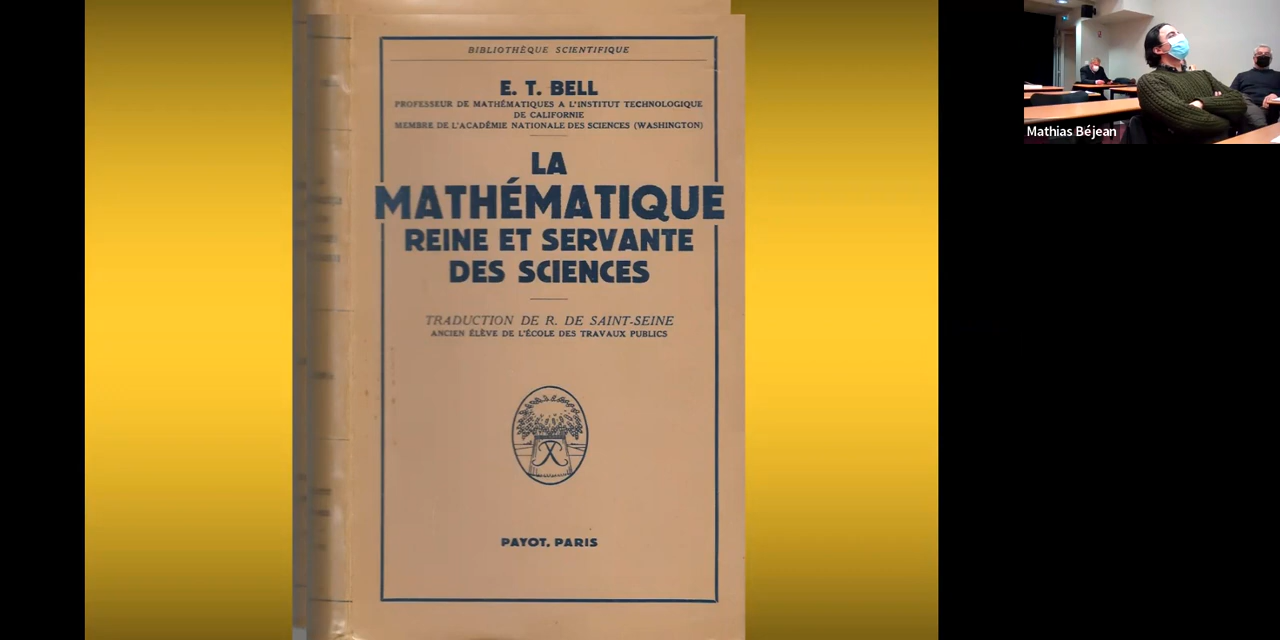 BIBLIOTHÈQUE SCIENTIFIQUE
E. T. BELL
PROFESSEUR DE MATHÉMATIQUES A L'INSTITUT TECHNOLOGIQUE
DE CALIFORNIE
MEMBRE DE L'ACADÉMIE NATIONALE DES SCIENCES (WASHINGTON)
LA
MATHÉMATIQUE
REINE ET SERVANTE
DES SCIENCES
TRADUCTION DE R. DE SAINT-SEINE
ANCIEN ÉLÈVE DE L'ÉCOLE DES TRAVAUX PUBLICS
PAYOT, PARIS
Mathias Béjean